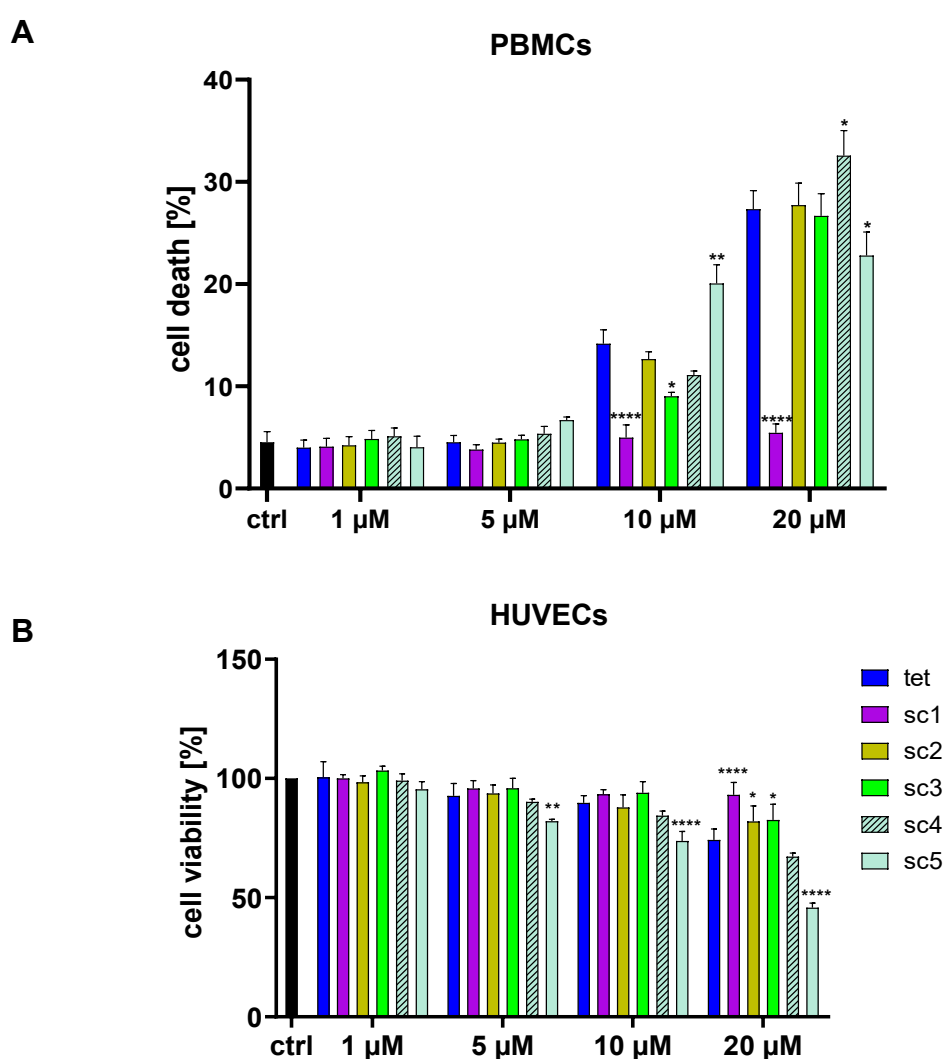 A
PBMCs
cell death [%]
40
30
20
10
0
**** * ** **** * *
ctrl 1 µM 5 µM 10 µM 20 µM
B
HUVECs
cell viability [%]
150
100
50
0
** **** **** * * ****
ctrl 1 µM 5 µM 10 µM 20 µM
tet
sc1
sc2
sc3
sc4
sc5